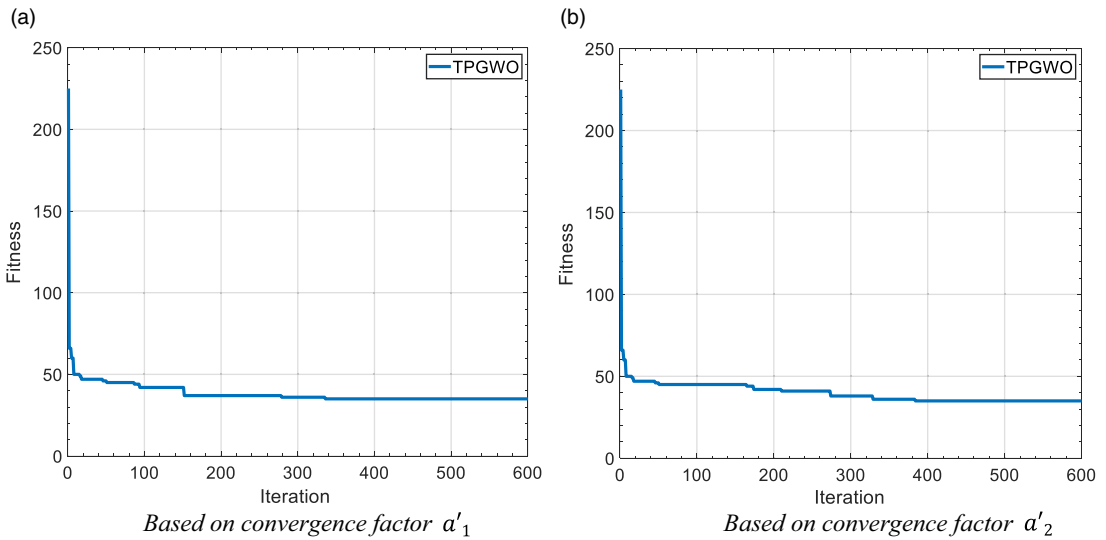 (a)
250
200
150
100
50
0
Fitness
TPGWO
0 100 200 300 400 500 600
Iteration
Based on convergence factor a′1
(b)
250
200
150
100
50
0
Fitness
TPGWO
0 100 200 300 400 500 600
Iteration
Based on convergence factor a′2